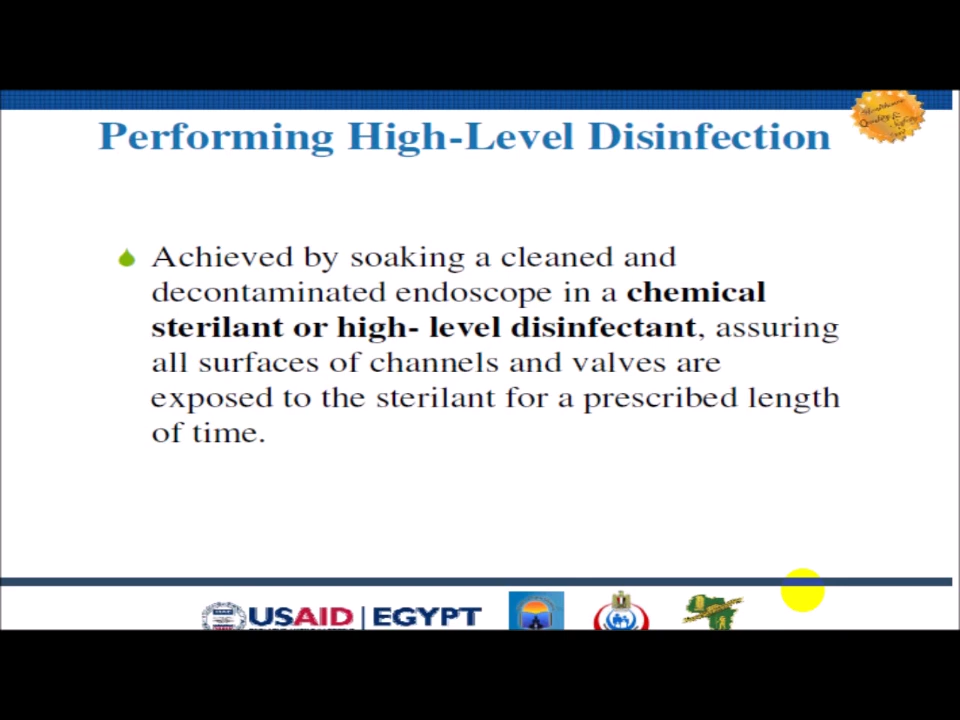 Performing High-Level Disinfection
Achieved by soaking a cleaned and
decontaminated endoscope in a chemical
sterilant or high- level disinfectant, assuring
all surfaces of channels and valves are
exposed to the sterilant for a prescribed length
of time.
USAID | EGYPT